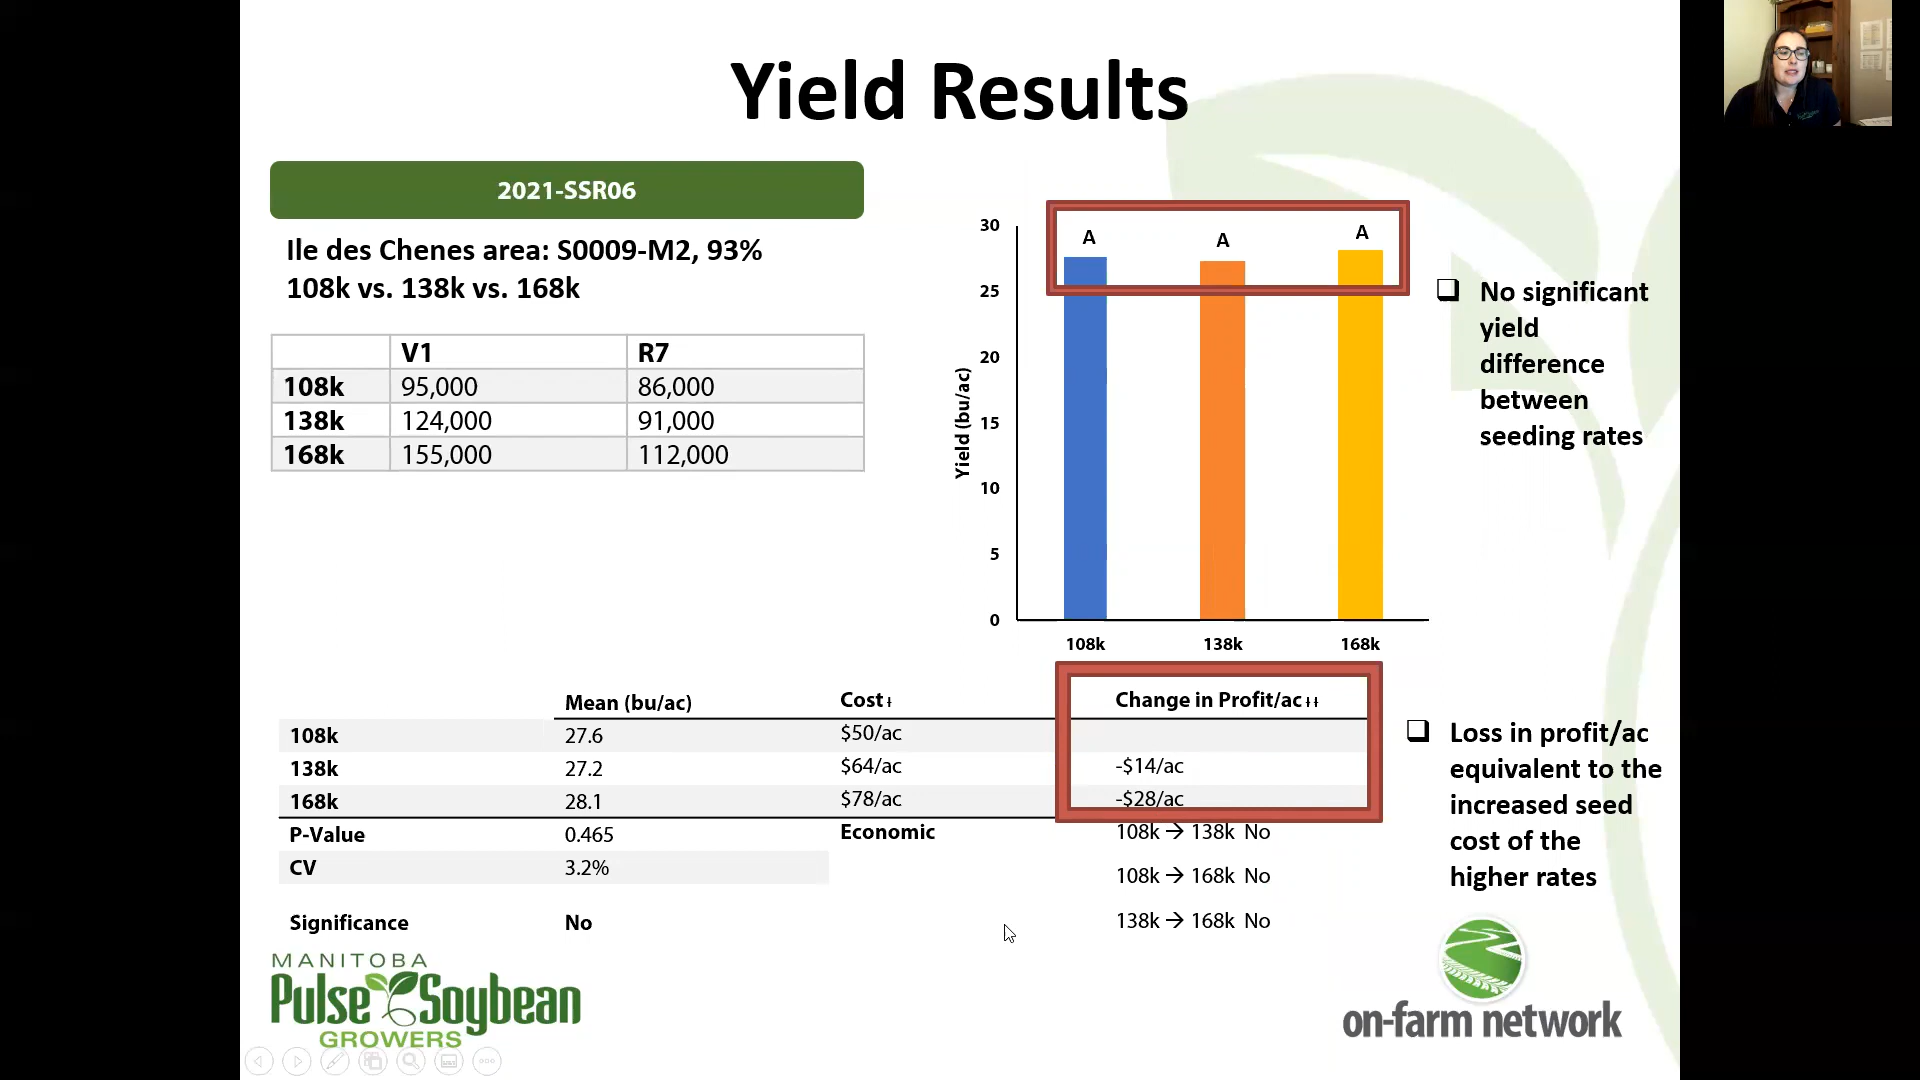 Yield Results
2021-SSR06
Ile des Chenes area: S0009-M2, 93%
108k vs. 138k vs. 168k
V1 R7
108k 95,000 86,000
138k 124,000 91,000
168k 155,000 112,000
30
25
20
15
10
5
0
Yield (bu/ac)
A A A
108k 138k 168k
❑ No significant
yield
difference
between
seeding rates
Mean (bu/ac) Costƚ Change in Profit/acƚƚ
108k 27.6 $50/ac
138k 27.2 $64/ac -$14/ac
168k 28.1 $78/ac -$28/ac
P-Value 0.465 Economic 108k → 138k No
CV 3.2% 108k → 168k No
Significance No 138k → 168k No
❑ Loss in profit/ac
equivalent to the
increased seed
cost of the
higher rates
MANITOBA
Pulse Soybean
GROWERS
on-farm network